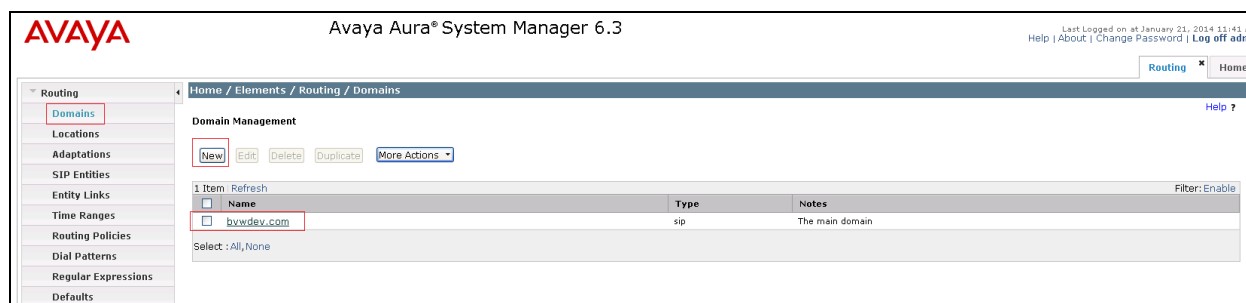 AVAYA
Avaya Aura® System Manager 6.3
Last Logged on at January 21, 2014 11:41
Help | About | Change Password | Log off
Routing × Home
Routing
Domains
Locations
Adaptations
SIP Entities
Entity Links
Time Ranges
Routing Policies
Dial Patterns
Regular Expressions
Defaults
Home / Elements / Routing / Domains
Help ?
Domain Management
New Edit Delete Duplicate More Actions
1 Item Refresh Filter: Enable
Name Type Notes
bvwdev.com sip The main domain
Select : All, None